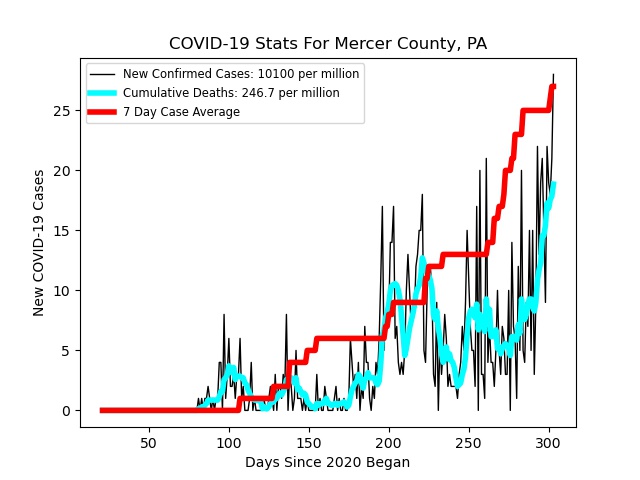 COVID-19 Stats For Mercer County, PA
New Confirmed Cases: 10100 per million
Cumulative Deaths: 246.7 per million
7 Day Case Average
New COVID-19 Cases
25
20
15
10
5
0
50 100 150 200 250 300
Days Since 2020 Began